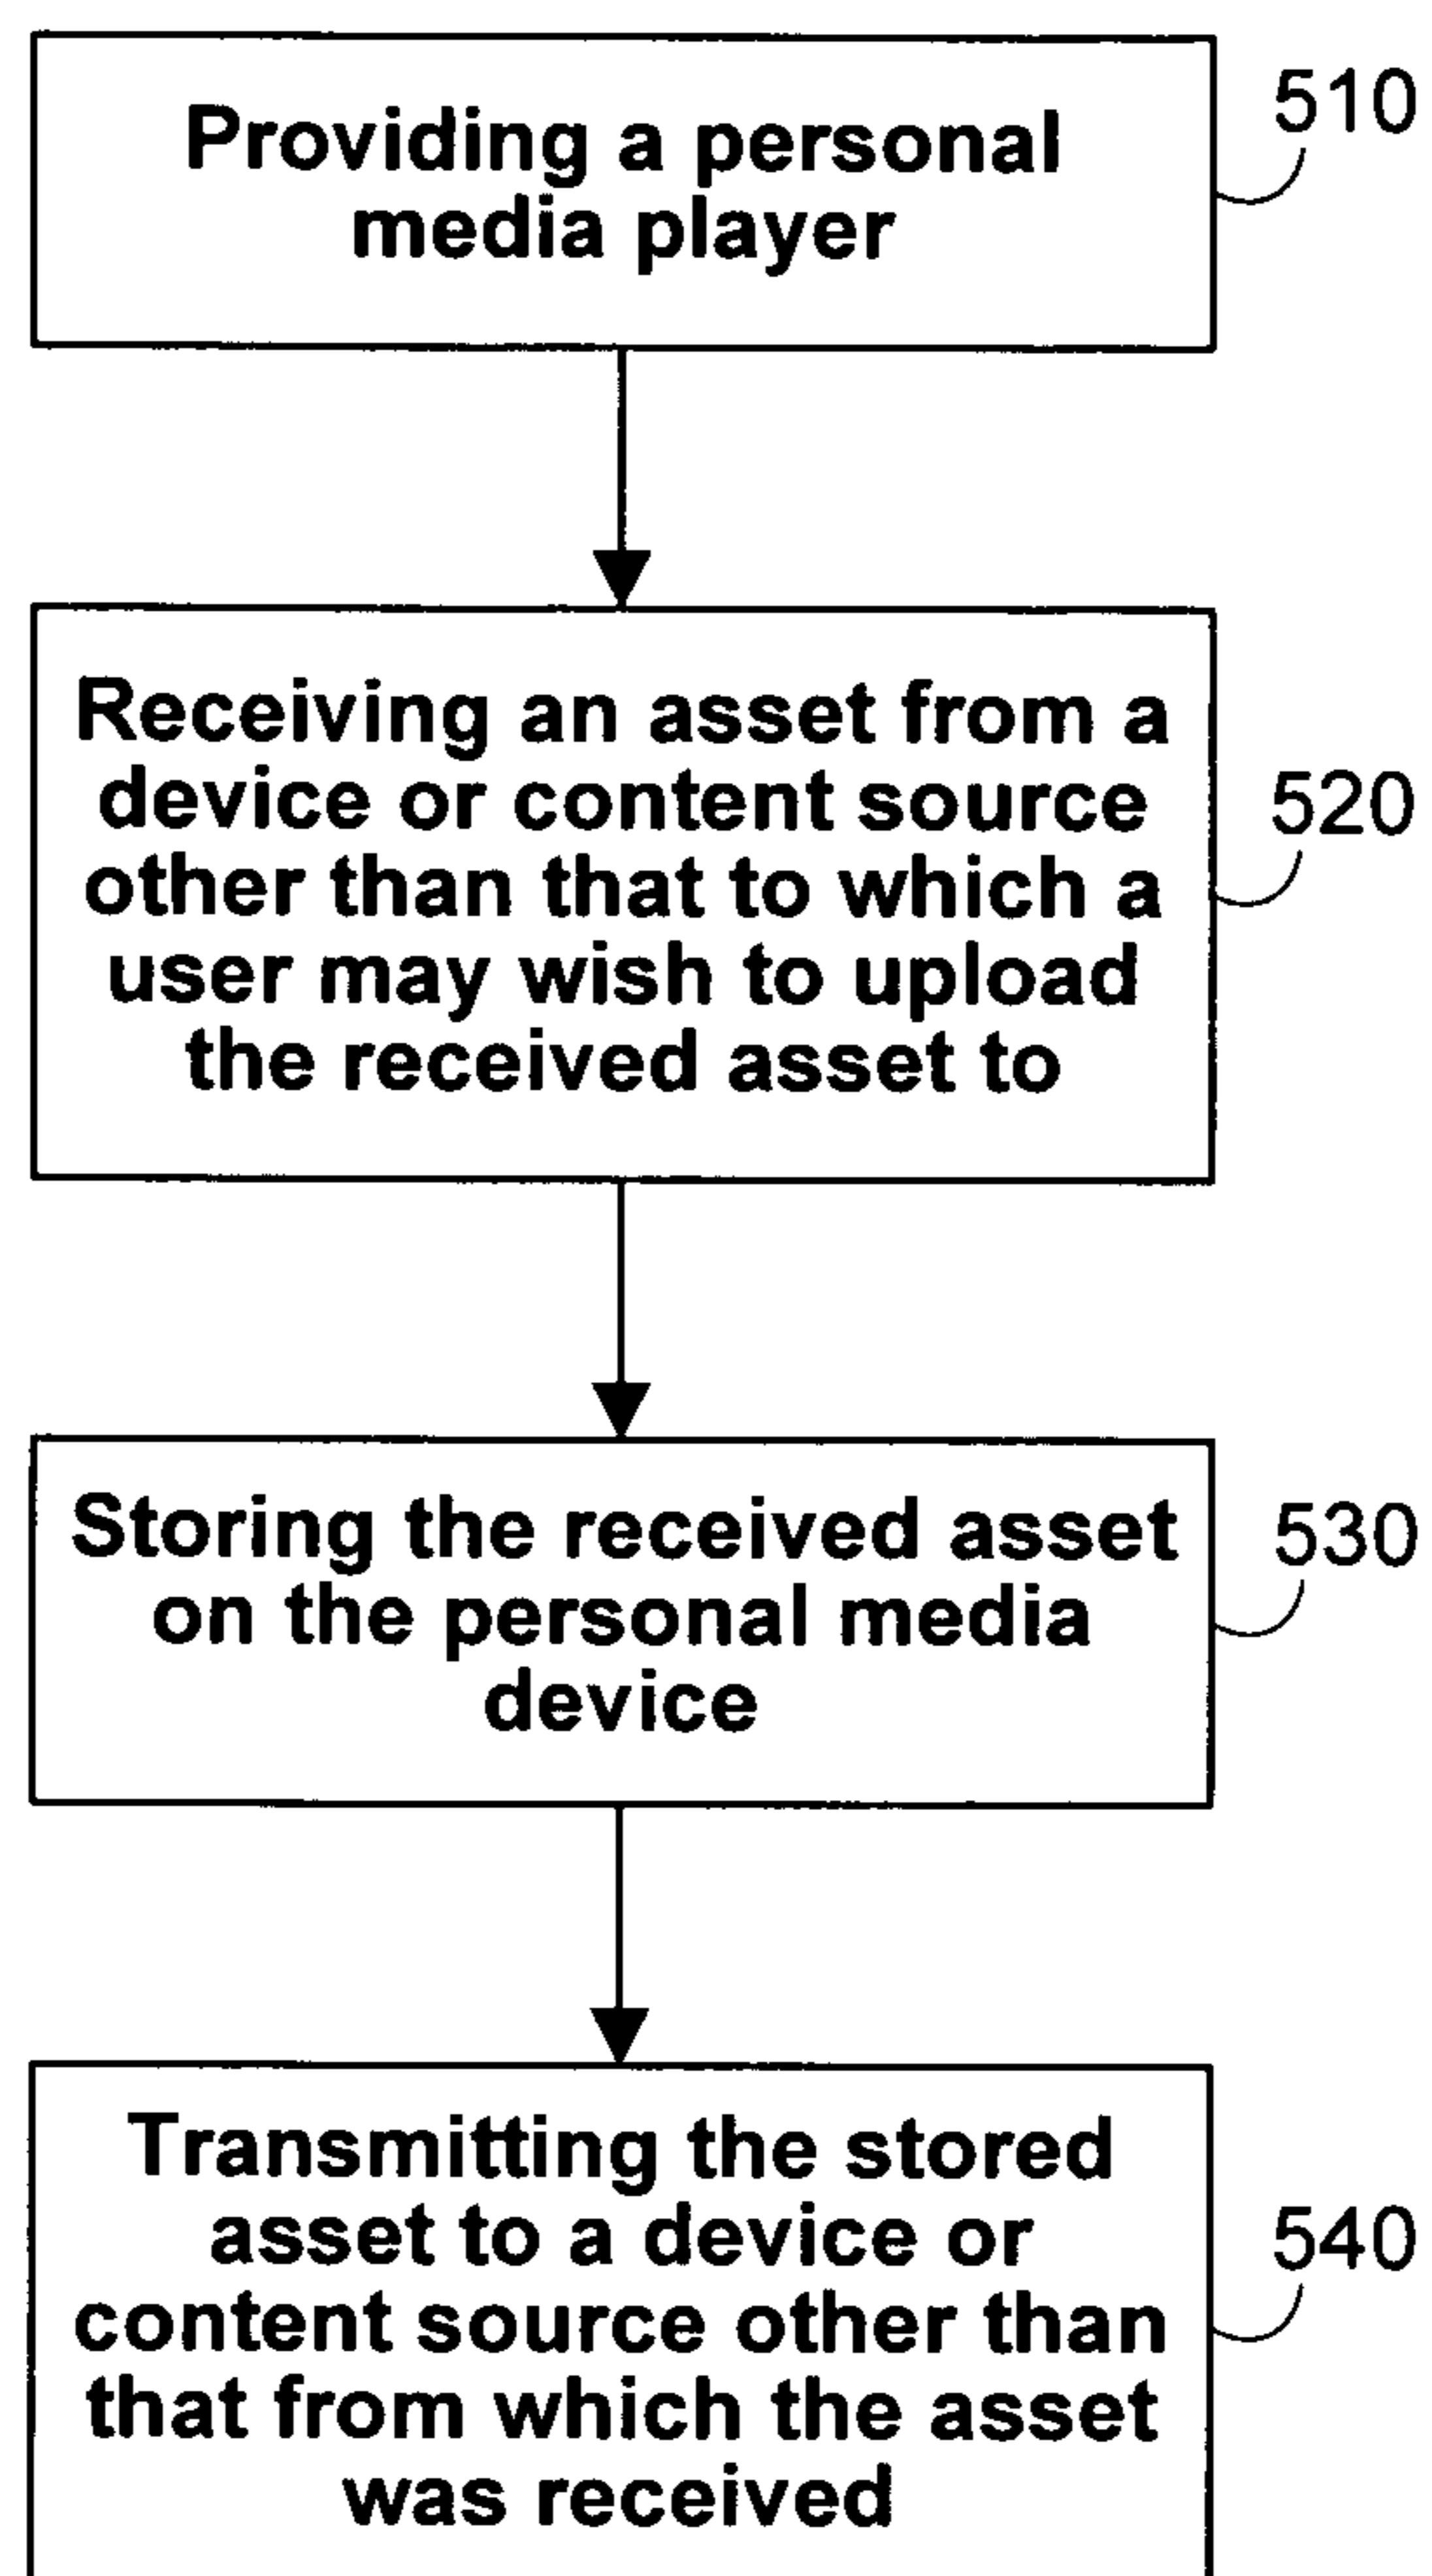 Providing a personal
media player
510
Receiving an asset from a
device or content source
other than that to which a
user may wish to upload
the received asset to
520
Storing the received asset
on the personal media
device
530
Transmitting the stored
asset to a device or
content source other than
that from which the asset
was received
540